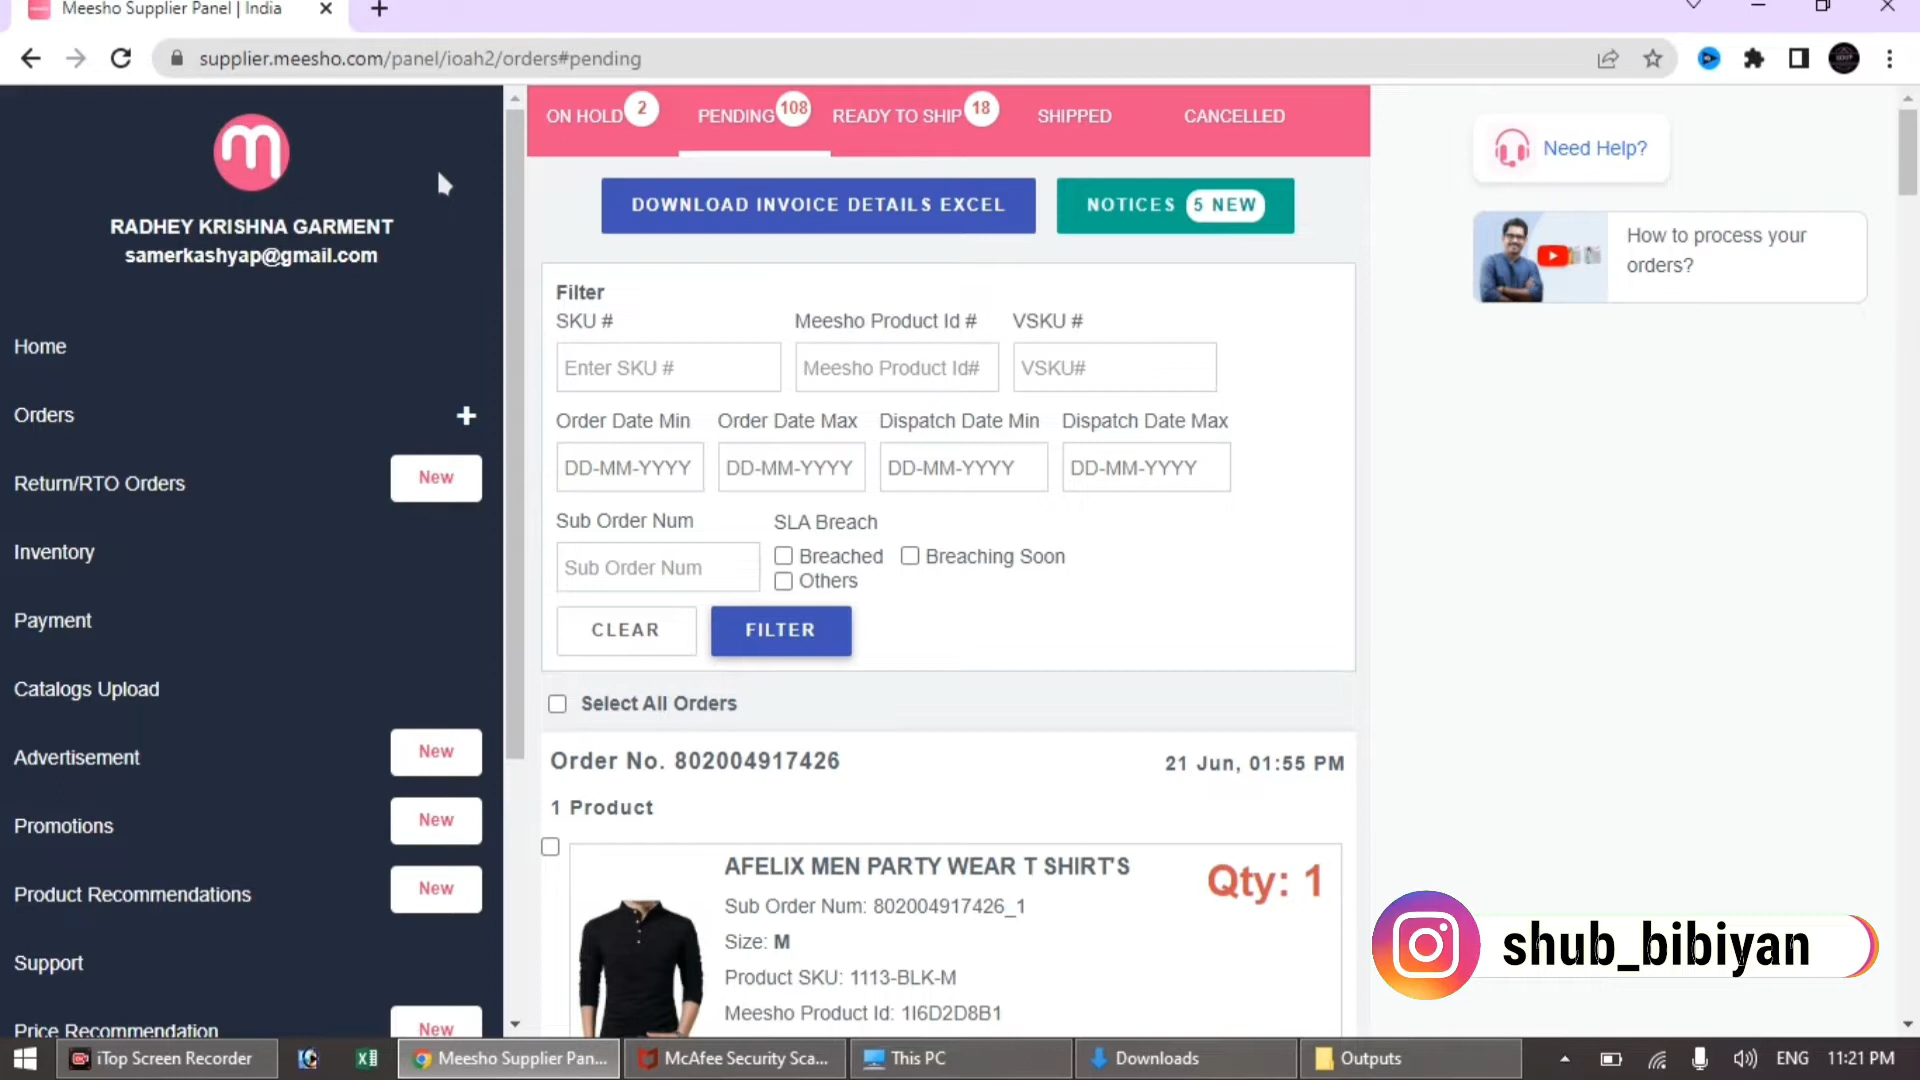 Meesho Supplier Panel | India
supplier.meesho.com/panel/ioah2/orders#pending
RADHEY KRISHNA GARMENT
samerkashyap@gmail.com
Home
Orders
Return/RTO Orders New
Inventory
Payment
Catalogs Upload
Advertisement New
Promotions New
Product Recommendations New
Support
Price Recommendation New
ON HOLD 2 PENDING 108 READY TO SHIP 18 SHIPPED CANCELLED
DOWNLOAD INVOICE DETAILS EXCEL NOTICES 5 NEW
Filter
SKU # Meesho Product Id # VSKU #
Enter SKU # Meesho Product Id# VSKU#
Order Date Min Order Date Max Dispatch Date Min Dispatch Date Max
DD-MM-YYYY DD-MM-YYYY DD-MM-YYYY DD-MM-YYYY
Sub Order Num SLA Breach
Sub Order Num Breached Breaching Soon
Others
CLEAR FILTER
Select All Orders
Order No. 802004917426 21 Jun, 01:55 PM
1 Product
AFELIX MEN PARTY WEAR T SHIRT'S Qty: 1
Sub Order Num: 802004917426_1
Size: M
Product SKU: 1113-BLK-M
Meesho Product Id: 1I6D2D8B1
Need Help?
How to process your
orders?
shub_bibiyan
iTop Screen Recorder Meesho Supplier Pan... McAfee Security Sca... This PC Downloads Outputs ENG 11:21 PM